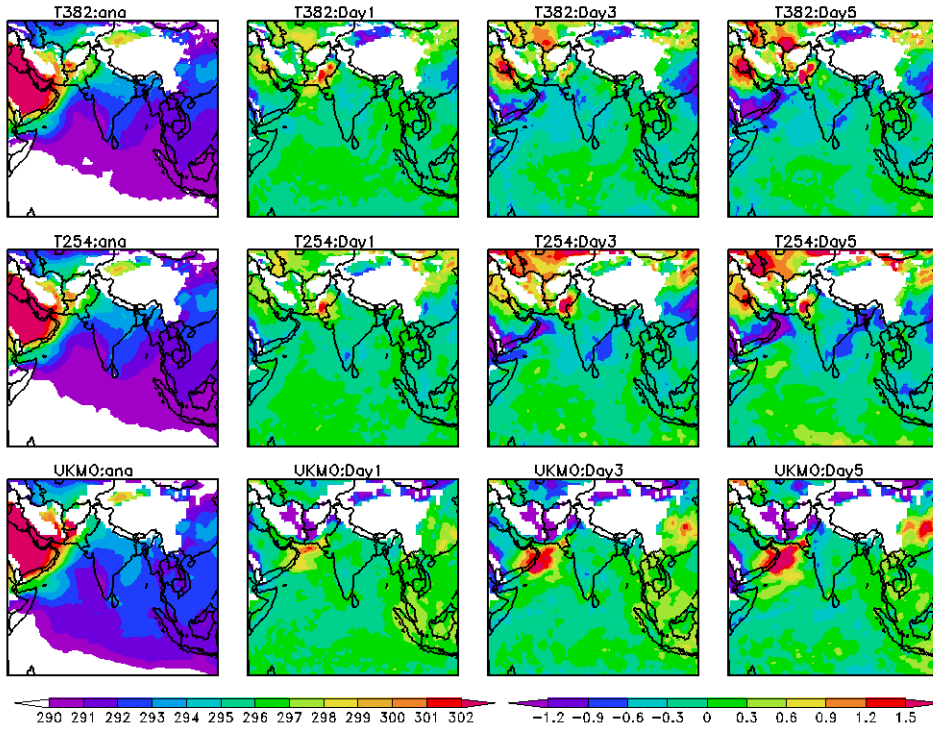 T382:ana T382:Day1 T382:Day3 T382:Day5
T254:ana T254:Day1 T254:Day3 T254:Day5
UKMO:ana UKMO:Day1 UKMO:Day3 UKMO:Day5
290 291 292 293 294 295 296 297 298 299 300 301 302 -1.2 -0.9 -0.6 -0.3 0 0.3 0.6 0.9 1.2 1.5